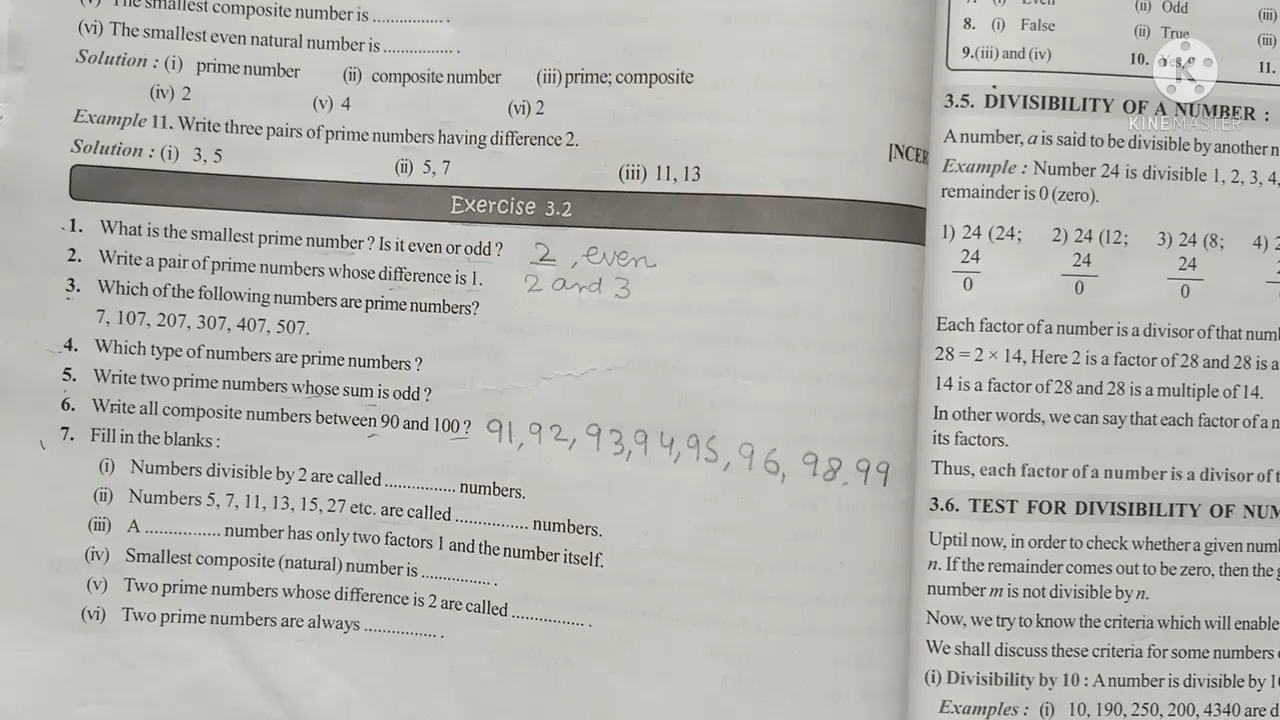 The smallest composite number is ................ .
(vi) The smallest even natural number is ................ .
Solution : (i) prime number (ii) composite number (iii) prime; composite
(iv) 2 (v) 4 (vi) 2
Example 11. Write three pairs of prime numbers having difference 2.
[NCER
Solution : (i) 3, 5 (ii) 5, 7 (iii) 11, 13
Exercise 3.2
1. What is the smallest prime number ? Is it even or odd ? 2, even
2. Write a pair of prime numbers whose difference is 1. 2 and 3
3. Which of the following numbers are prime numbers?
7, 107, 207, 307, 407, 507.
4. Which type of numbers are prime numbers ?
5. Write two prime numbers whose sum is odd ?
6. Write all composite numbers between 90 and 100 ? 91, 92, 93, 94, 95, 96, 98, 99
7. Fill in the blanks :
(i) Numbers divisible by 2 are called ................ numbers.
(ii) Numbers 5, 7, 11, 13, 15, 27 etc. are called ................ numbers.
(iii) A ................ number has only two factors 1 and the number itself.
(iv) Smallest composite (natural) number is ................ .
(v) Two prime numbers whose difference is 2 are called ................ .
(vi) Two prime numbers are always ................ .
(ii) Odd (iii)
8. (i) False (ii) True (iii)
9.(iii) and (iv) 10. 11.
KINEMASTER
3.5. DIVISIBILITY OF A NUMBER :
A number, a is said to be divisible by another n
Example : Number 24 is divisible 1, 2, 3, 4,
remainder is 0 (zero).
1) 24 (24; 2) 24 (12; 3) 24 (8; 4) 2
24 24 24
0 0 0
Each factor of a number is a divisor of that num
28 = 2 × 14, Here 2 is a factor of 28 and 28 is a
14 is a factor of 28 and 28 is a multiple of 14.
In other words, we can say that each factor of a n
its factors.
Thus, each factor of a number is a divisor of t
3.6. TEST FOR DIVISIBILITY OF NUM
Uptil now, in order to check whether a given num
n. If the remainder comes out to be zero, then the
number m is not divisible by n.
Now, we try to know the criteria which will enable
We shall discuss these criteria for some numbers
(i) Divisibility by 10 : A number is divisible by 1
Examples : (i) 10, 190, 250, 200, 4340 are d